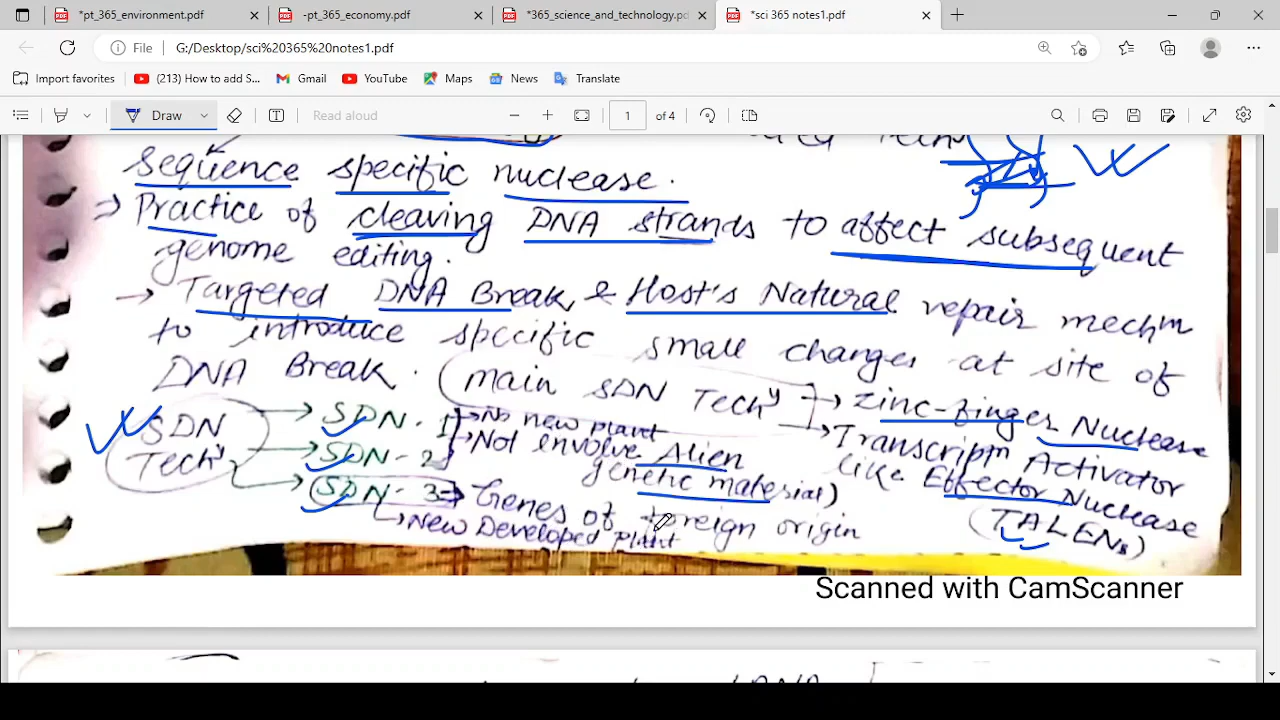 *pt_365_environment.pdf
-pt_365_economy.pdf
*365_science_and_technology.pd
*sci 365 notes1.pdf
File G:/Desktop/sci%20365%20notes1.pdf
Import favorites
(213) How to add S...
Gmail
YouTube
Maps
News
Translate
Draw
Read aloud
1 of 4
sequence specific nuclease.
→ Practice of cleaving DNA strands to affect subsequent
genome editing.
→ Targeted DNA Break & Host's Natural repair mechm
to introduce specific small changes at site of
DNA Break. (main SDN Techy → Zinc-finger Nuclease
SDN Techy
→ SDN - 1 → No new plant
→ SDN - 2 → Not involve Alien
genetic material)
→ Transcriptn Activator
like Effector Nuclease
(TALENs)
→ SDN - 3 → Genes of foreign origin
→ New Developed plant
Scanned with CamScanner